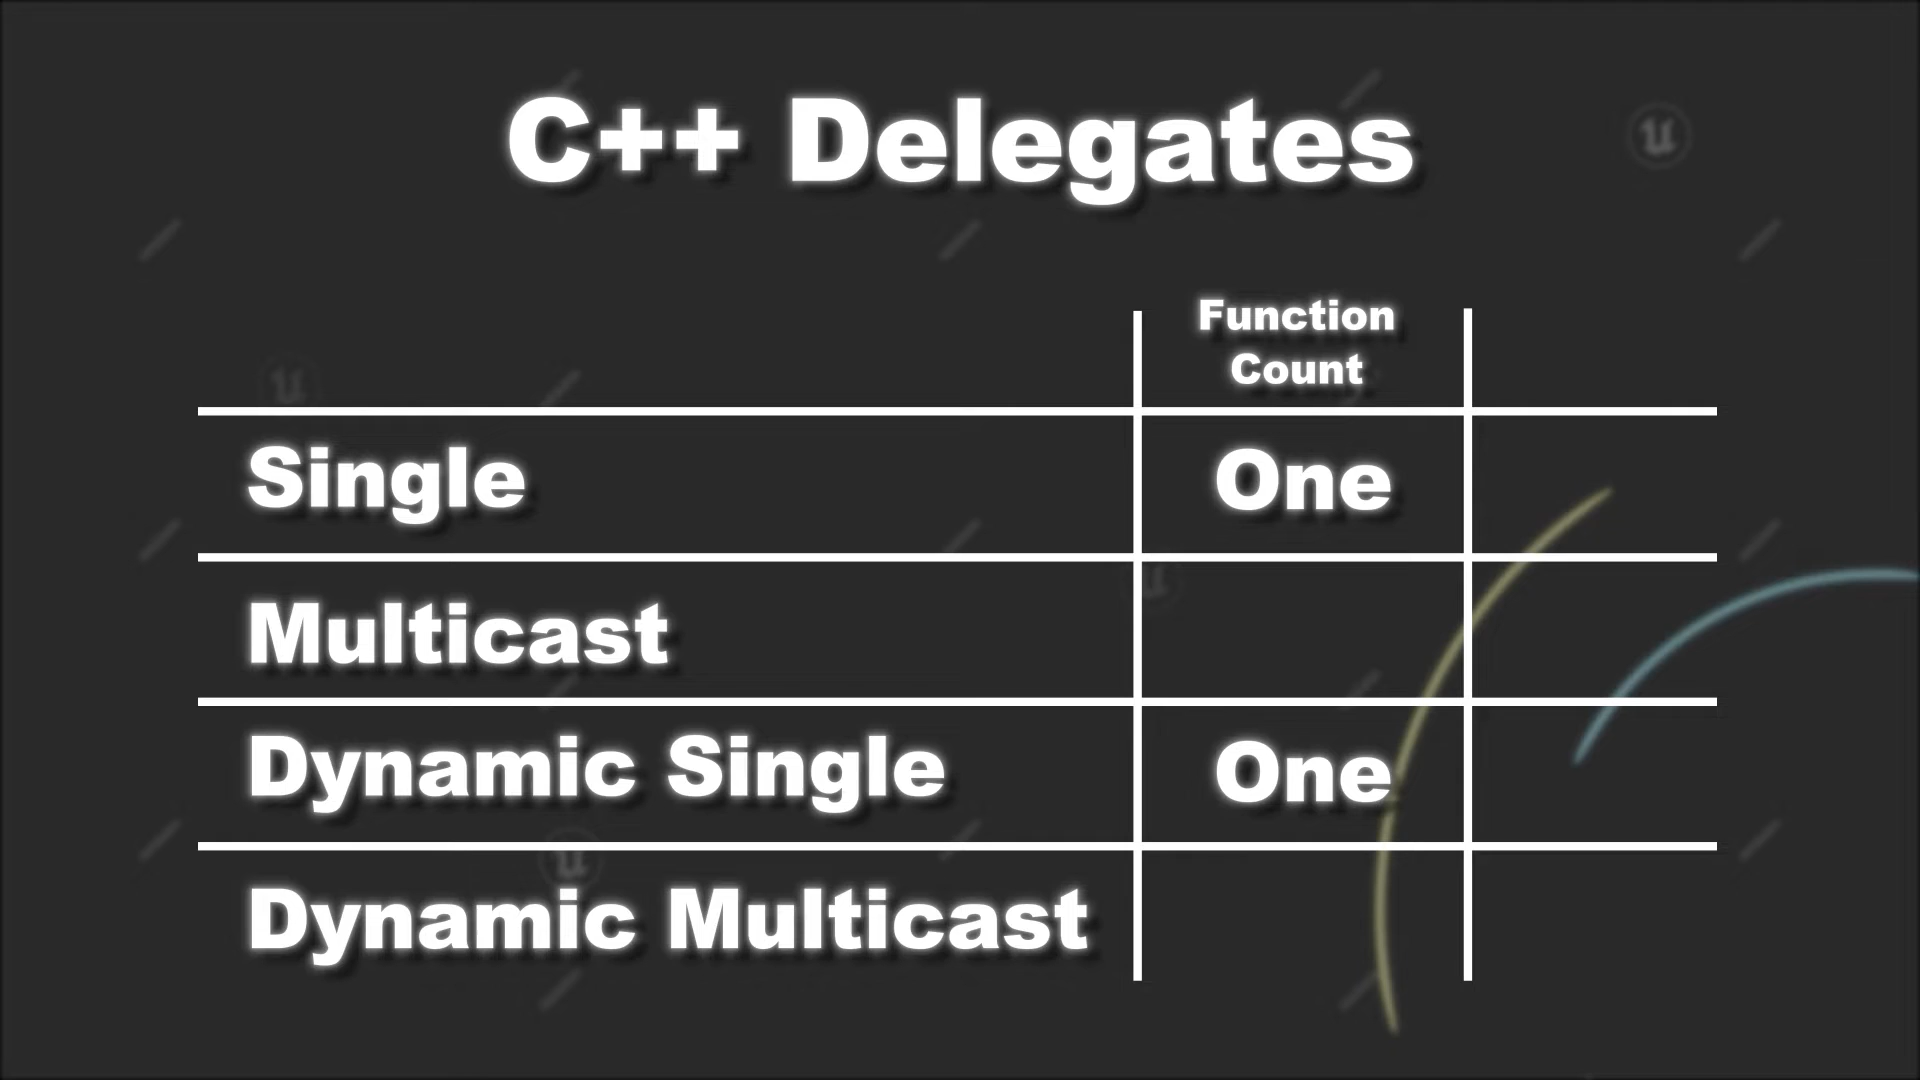 C++ Delegates
Function
Count
Single One
Multicast
Dynamic Single One
Dynamic Multicast